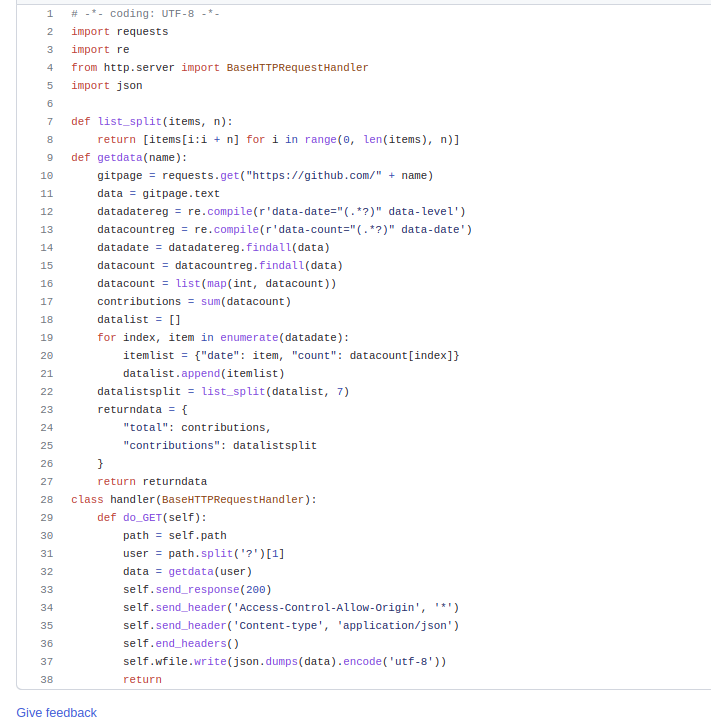 1 # -*- coding: UTF-8 -*-
2 import requests
3 import re
4 from http.server import BaseHTTPRequestHandler
5 import json
6
7 def list_split(items, n):
8     return [items[i:i + n] for i in range(0, len(items), n)]
9 def getdata(name):
10     gitpage = requests.get("https://github.com/" + name)
11     data = gitpage.text
12     datadatereg = re.compile(r'data-date="(.*?)" data-level')
13     datacountreg = re.compile(r'data-count="(.*?)" data-date')
14     datadate = datadatereg.findall(data)
15     datacount = datacountreg.findall(data)
16     datacount = list(map(int, datacount))
17     contributions = sum(datacount)
18     datalist = []
19     for index, item in enumerate(datadate):
20         itemlist = {"date": item, "count": datacount[index]}
21         datalist.append(itemlist)
22     datalistsplit = list_split(datalist, 7)
23     returndata = {
24         "total": contributions,
25         "contributions": datalistsplit
26     }
27     return returndata
28 class handler(BaseHTTPRequestHandler):
29     def do_GET(self):
30         path = self.path
31         user = path.split('?')[1]
32         data = getdata(user)
33         self.send_response(200)
34         self.send_header('Access-Control-Allow-Origin', '*')
35         self.send_header('Content-type', 'application/json')
36         self.end_headers()
37         self.wfile.write(json.dumps(data).encode('utf-8'))
38         return
Give feedback